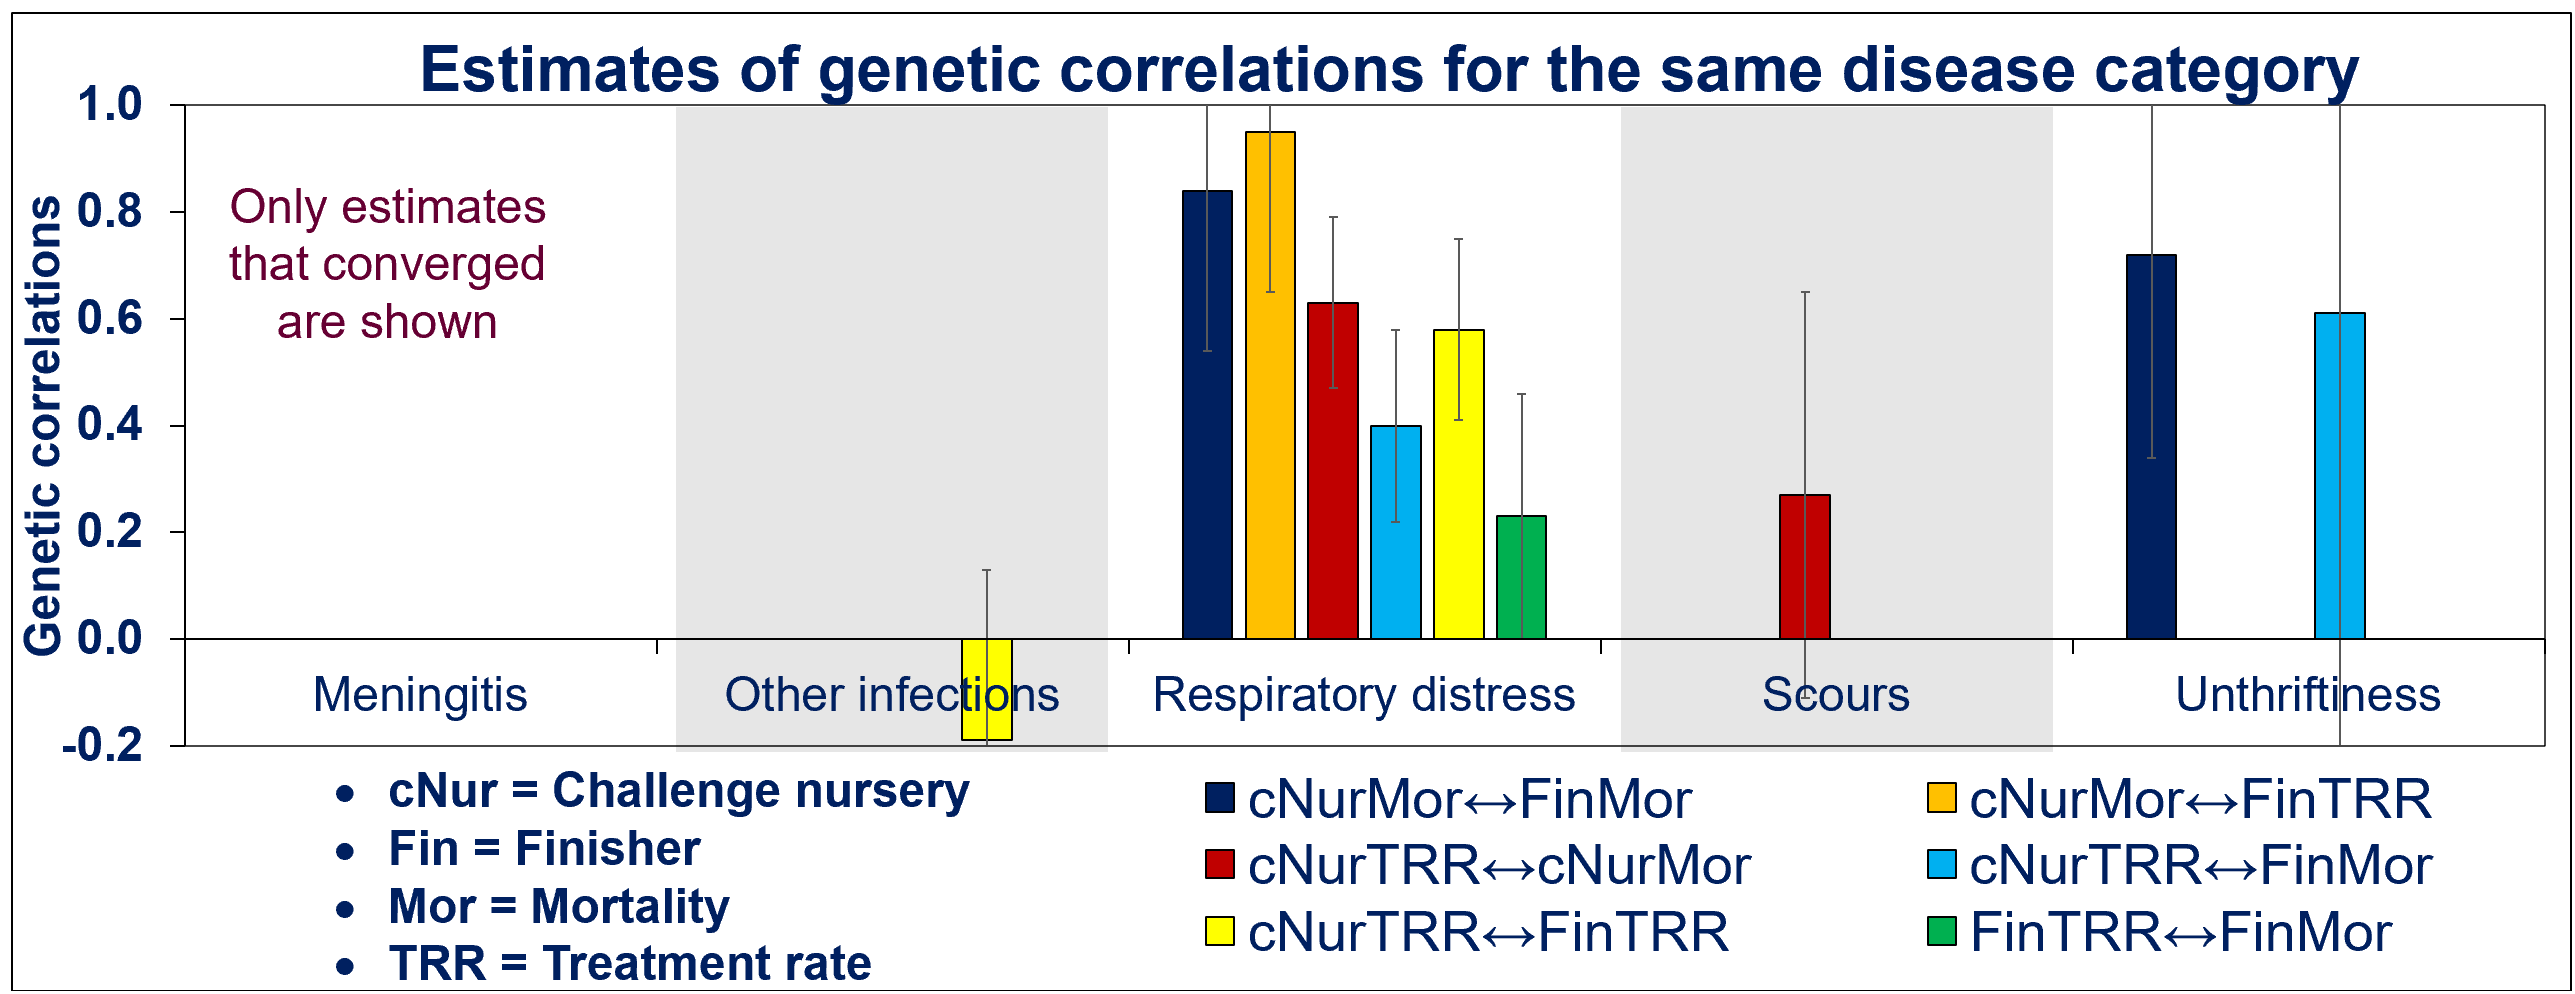 Estimates of genetic correlations for the same disease category
Genetic correlations
1.0
0.8
0.6
0.4
0.2
0.0
-0.2
Only estimates
that converged
are shown
Meningitis
Other infections
Respiratory distress
Scours
Unthriftiness
• cNur = Challenge nursery
• Fin = Finisher
• Mor = Mortality
• TRR = Treatment rate
cNurMor↔FinMor
cNurMor↔FinTRR
cNurTRR↔cNurMor
cNurTRR↔FinMor
cNurTRR↔FinTRR
FinTRR↔FinMor